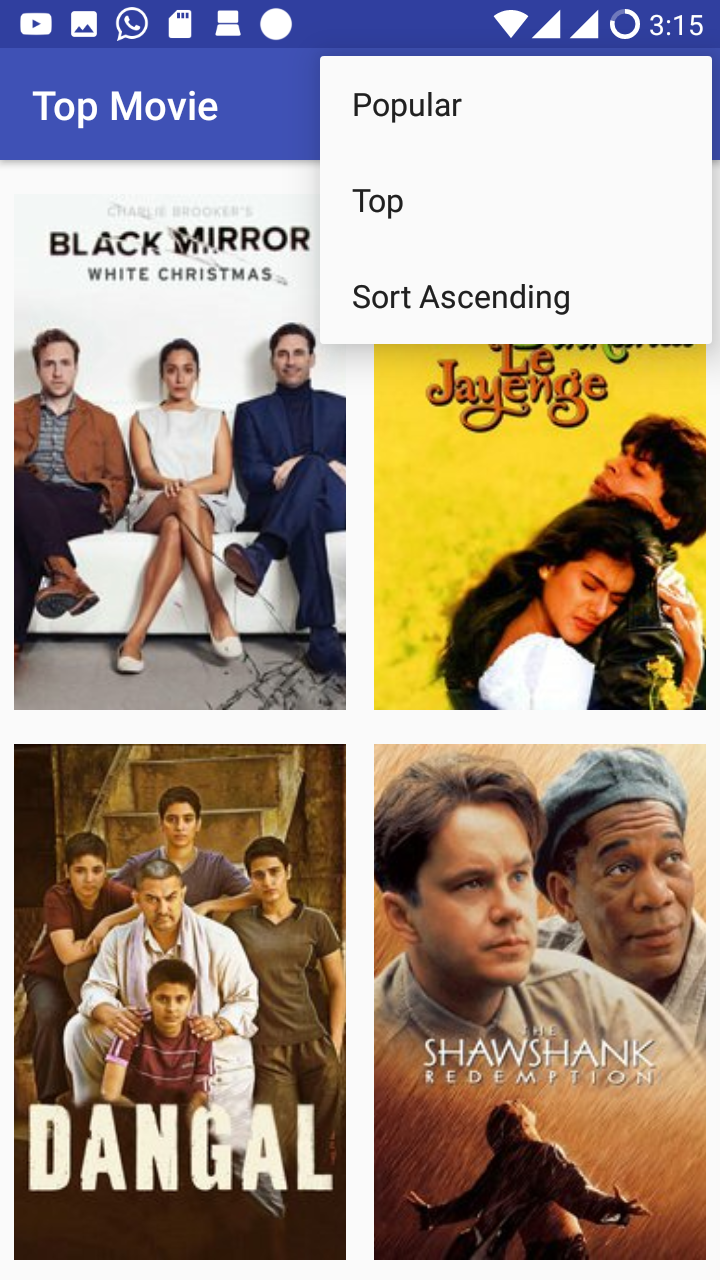 3:15
Top Movie
Popular
Top
Sort Ascending
CHARLIE BROOKER'S
BLACK MIRROR
WHITE CHRISTMAS
Le
Jayenge
DANGAL
THE
SHAWSHANK
REDEMPTION